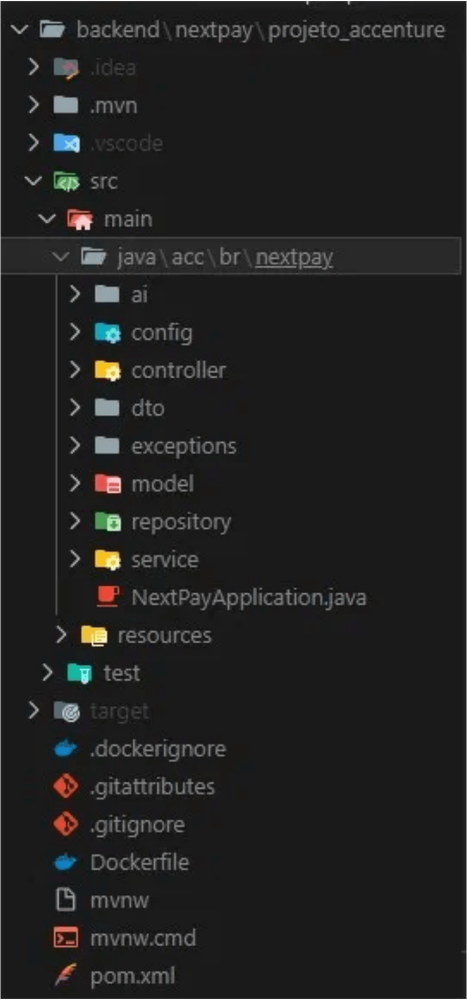 backend\nextpay\projeto_accenture
.idea
.mvn
.vscode
src
main
java\acc\br\nextpay
ai
config
controller
dto
exceptions
model
repository
service
NextPayApplication.java
resources
test
target
.dockerignore
.gitattributes
.gitignore
Dockerfile
mvnw
mvnw.cmd
pom.xml